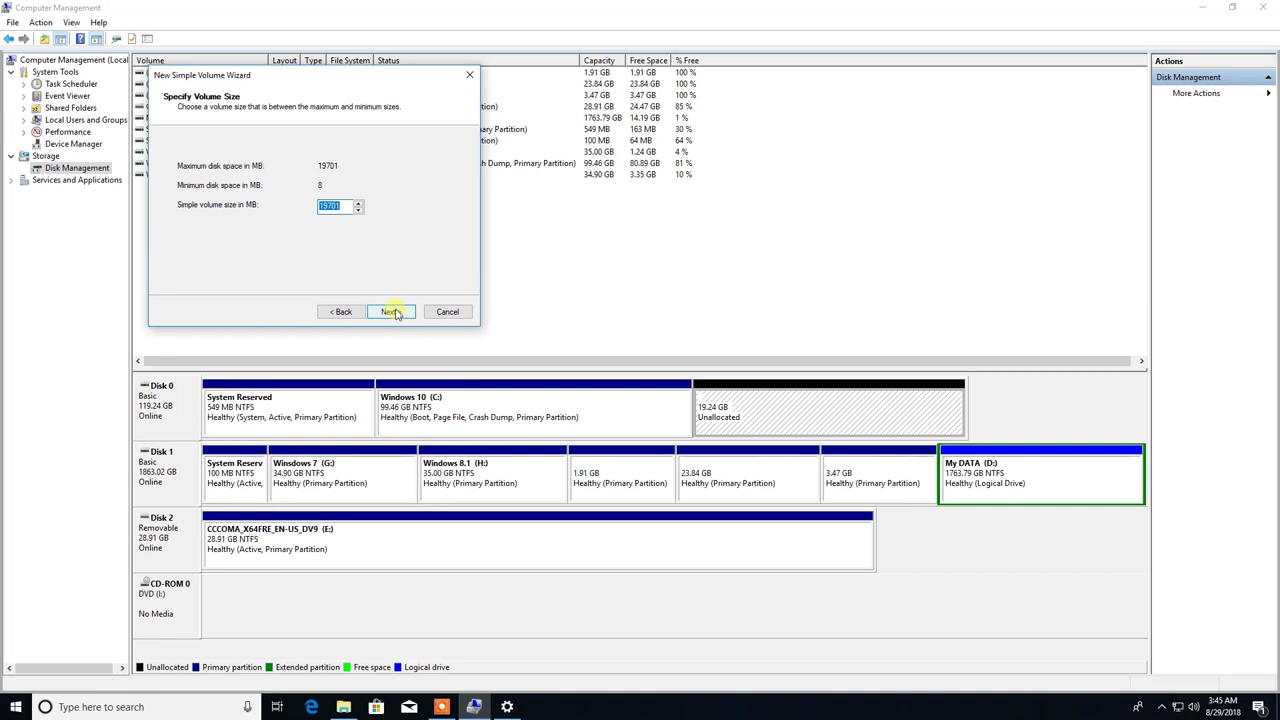 Computer Management
File Action View Help
Computer Management (Local
System Tools
Task Scheduler
Event Viewer
Shared Folders
Local Users and Groups
Performance
Device Manager
Storage
Disk Management
Services and Applications
Volume Layout Type File System Status Capacity Free Space % Free
1.91 GB 1.91 GB 100 %
23.84 GB 23.84 GB 100 %
3.47 GB 3.47 GB 100 %
28.91 GB 24.47 GB 85 %
1763.79 GB 14.19 GB 1 %
549 MB 163 MB 30 %
100 MB 64 MB 64 %
35.00 GB 1.24 GB 4 %
Crash Dump, Primary Partition) 99.46 GB 80.89 GB 81 %
34.90 GB 3.35 GB 10 %
New Simple Volume Wizard
Specify Volume Size
Choose a volume size that is between the maximum and minimum sizes.
Maximum disk space in MB: 19701
Minimum disk space in MB: 8
Simple volume size in MB: 19701
< Back Next Cancel
Actions
Disk Management
More Actions
Disk 0
Basic
119.24 GB
Online
System Reserved
549 MB NTFS
Healthy (System, Active, Primary Partition)
Windows 10 (C:)
99.46 GB NTFS
Healthy (Boot, Page File, Crash Dump, Primary Partition)
19.24 GB
Unallocated
Disk 1
Basic
1863.02 GB
Online
System Reserv
100 MB NTFS
Healthy (Active,
Winsdows 7 (G:)
34.90 GB NTFS
Healthy (Primary Partition)
Windows 8.1 (H:)
35.00 GB NTFS
Healthy (Primary Partition)
1.91 GB
Healthy (Primary Partition)
23.84 GB
Healthy (Primary Partition)
3.47 GB
Healthy (Primary Partition)
My DATA (D:)
1763.79 GB NTFS
Healthy (Logical Drive)
Disk 2
Removable
28.91 GB
Online
CCCOMA_X64FRE_EN-US_DV9 (E:)
28.91 GB NTFS
Healthy (Active, Primary Partition)
CD-ROM 0
DVD (I:)
No Media
Unallocated Primary partition Extended partition Free space Logical drive
Type here to search
3:45 AM
8/29/2018